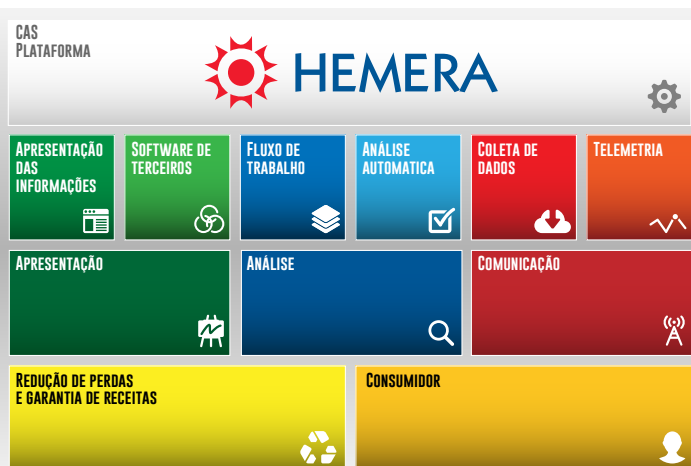 CAS
PLATAFORMA
HEMERA
APRESENTAÇÃO
DAS
INFORMAÇÕES
SOFTWARE DE
TERCEIROS
FLUXO DE
TRABALHO
ANÁLISE
AUTOMATICA
COLETA DE
DADOS
TELEMETRIA
APRESENTAÇÃO
ANÁLISE
COMUNICAÇÃO
REDUÇÃO DE PERDAS
E GARANTIA DE RECEITAS
CONSUMIDOR